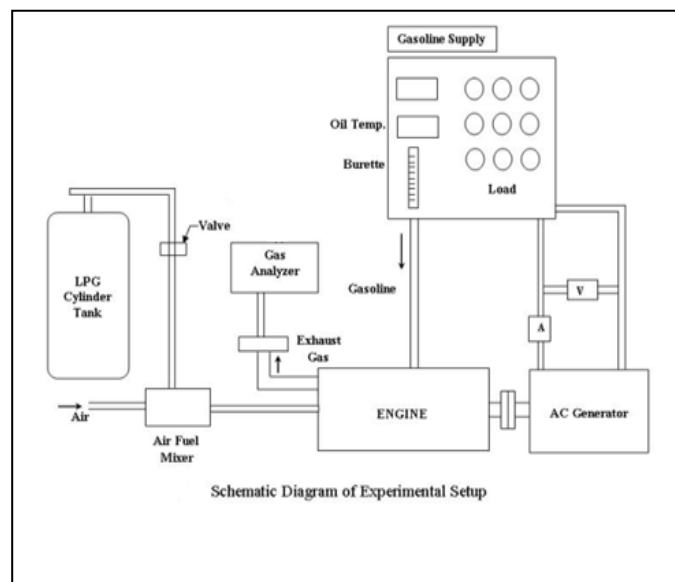 Gasoline Supply
Oil Temp.
Burette
Load
Valve
Gas
Analyzer
LPG
Cylinder
Tank
Gasoline
V
A
Exhaust
Gas
Air
Air Fuel
Mixer
ENGINE
AC Generator
Schematic Diagram of Experimental Setup